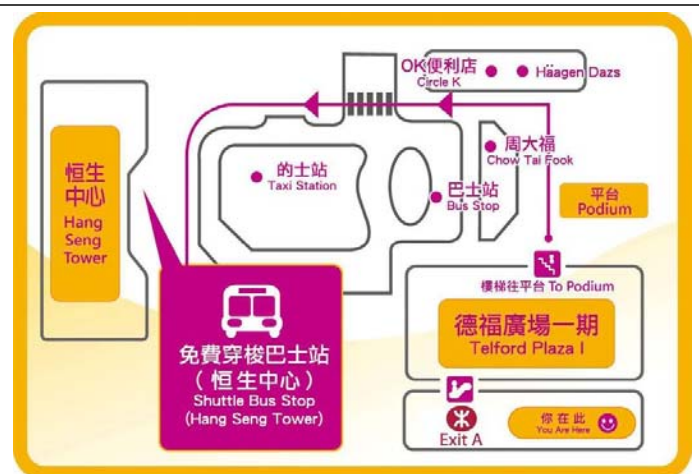 OK便利店
Circle K
Häagen Dazs
周大福
Chow Tai Fook
恒生
中心
Hang
Seng
Tower
的士站
Taxi Station
巴士站
Bus Stop
平台
Podium
樓梯往平台 To Podium
德福廣場一期
Telford Plaza I
免費穿梭巴士站
(恒生中心)
Shuttle Bus Stop
(Hang Seng Tower)
Exit A
你在此
You Are Here